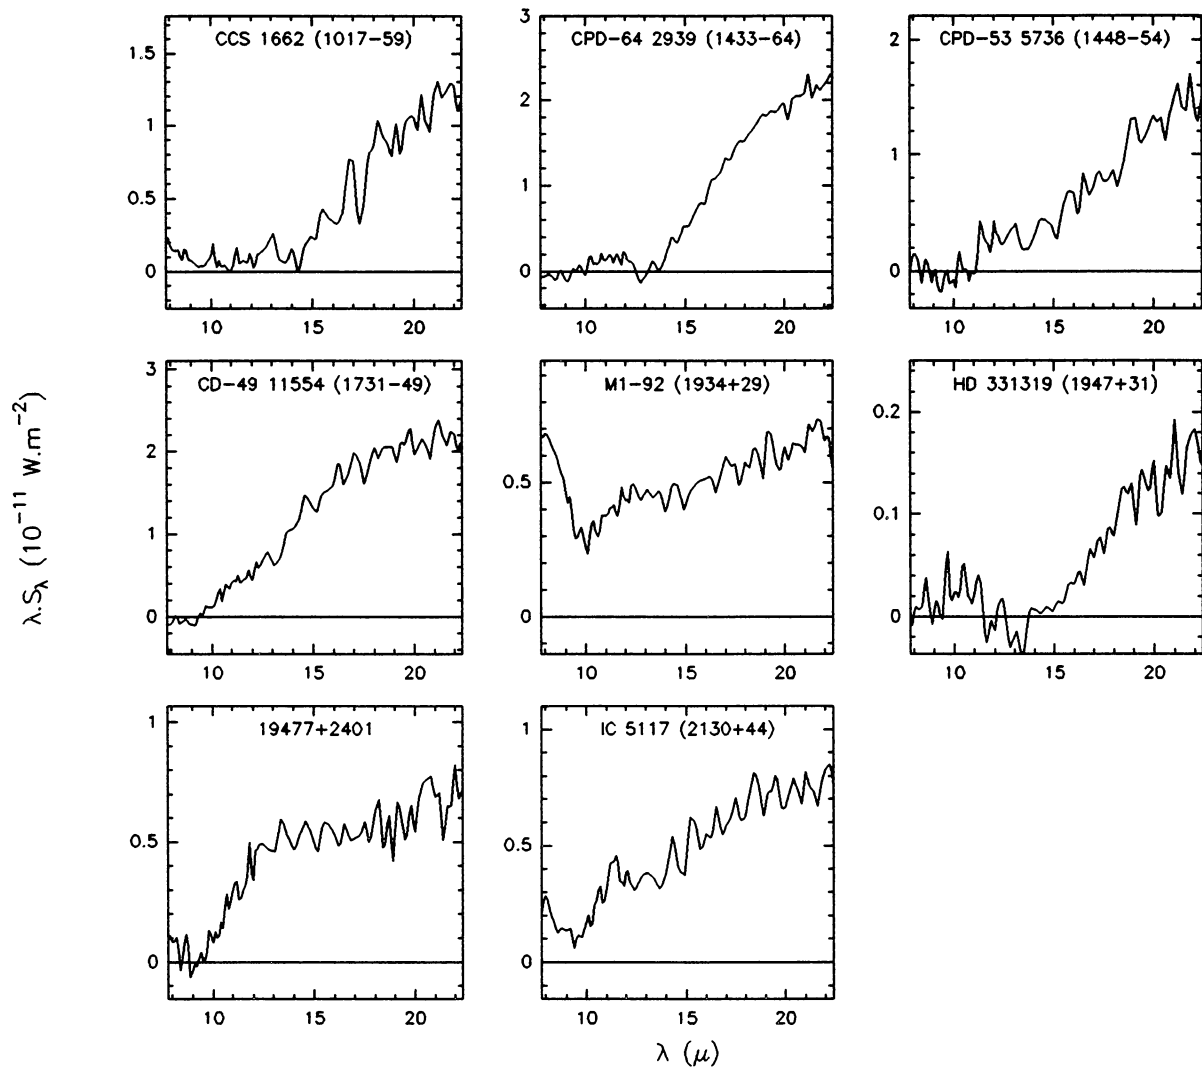 CCS 1662 (1017-59)
CPD-64 2939 (1433-64)
CPD-53 5736 (1448-54)
1.5
1
0.5
0
10 15 20
3
2
1
0
10 15 20
2
1
0
10 15 20
CD-49 11554 (1731-49)
M1-92 (1934+29)
HD 331319 (1947+31)
3
2
1
0
10 15 20
0.5
0
10 15 20
0.2
0.1
0
10 15 20
λ.Sλ (10⁻¹¹ W.m⁻²)
19477+2401
IC 5117 (2130+44)
1
0.5
0
10 15 20
1
0.5
0
10 15 20
λ (μ)